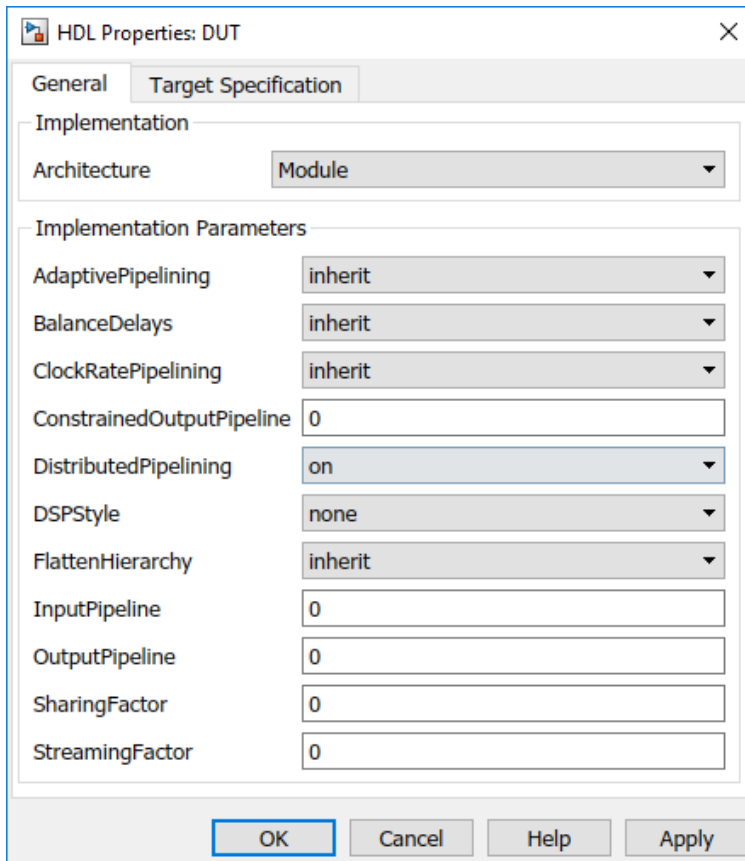 HDL Properties: DUT
General Target Specification
Implementation
Architecture Module
Implementation Parameters
AdaptivePipelining inherit
BalanceDelays inherit
ClockRatePipelining inherit
ConstrainedOutputPipeline 0
DistributedPipelining on
DSPStyle none
FlattenHierarchy inherit
InputPipeline 0
OutputPipeline 0
SharingFactor 0
StreamingFactor 0
OK Cancel Help Apply